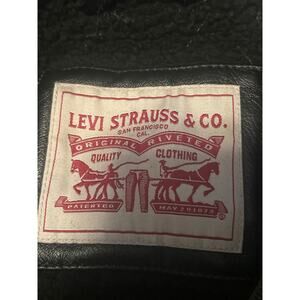 LEVI STRAUSS & CO.
SAN FRANCISCO
CAL.
ORIGINAL RIVETED
QUALITY CLOTHING
PATENTED MAY 20 1873